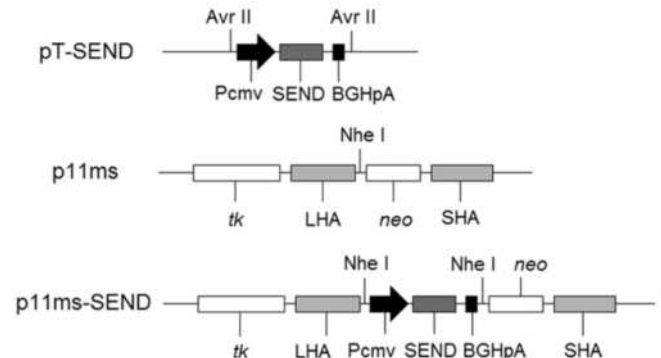 Avr II Avr II
pT-SEND
Pcmv SEND BGHpA
Nhe I
p11ms
tk LHA neo SHA
Nhe I Nhe I neo
p11ms-SEND
tk LHA Pcmv SEND BGHpA SHA